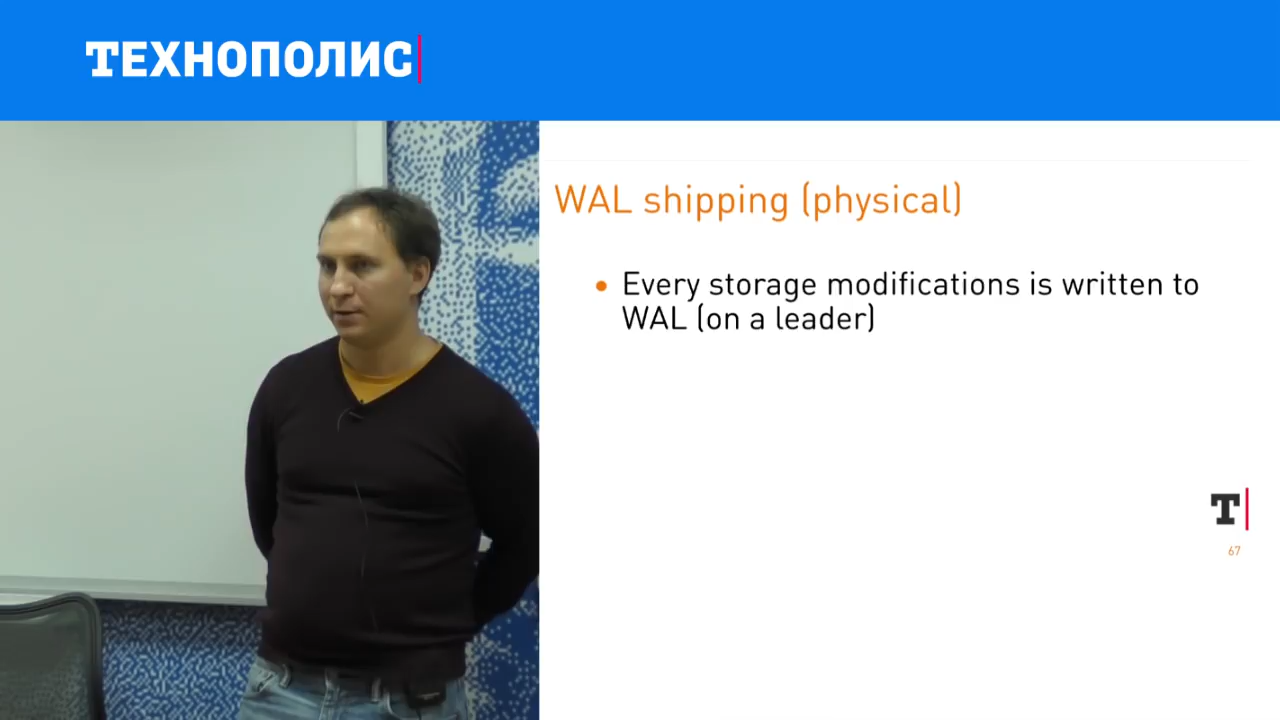 ТЕХНОПОЛИС
WAL shipping (physical)
• Every storage modifications is written to
WAL (on a leader)
T
67